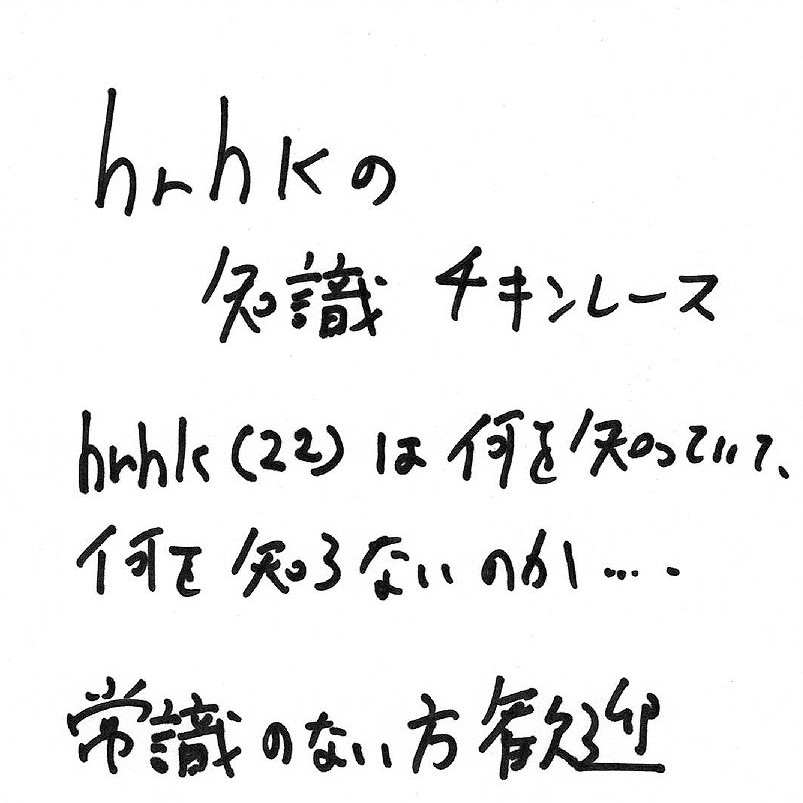 hrhkの
知識 チキンレース
hrhk(22)は何を知っていて、
何を知らないのか….
常識のない方歓迎